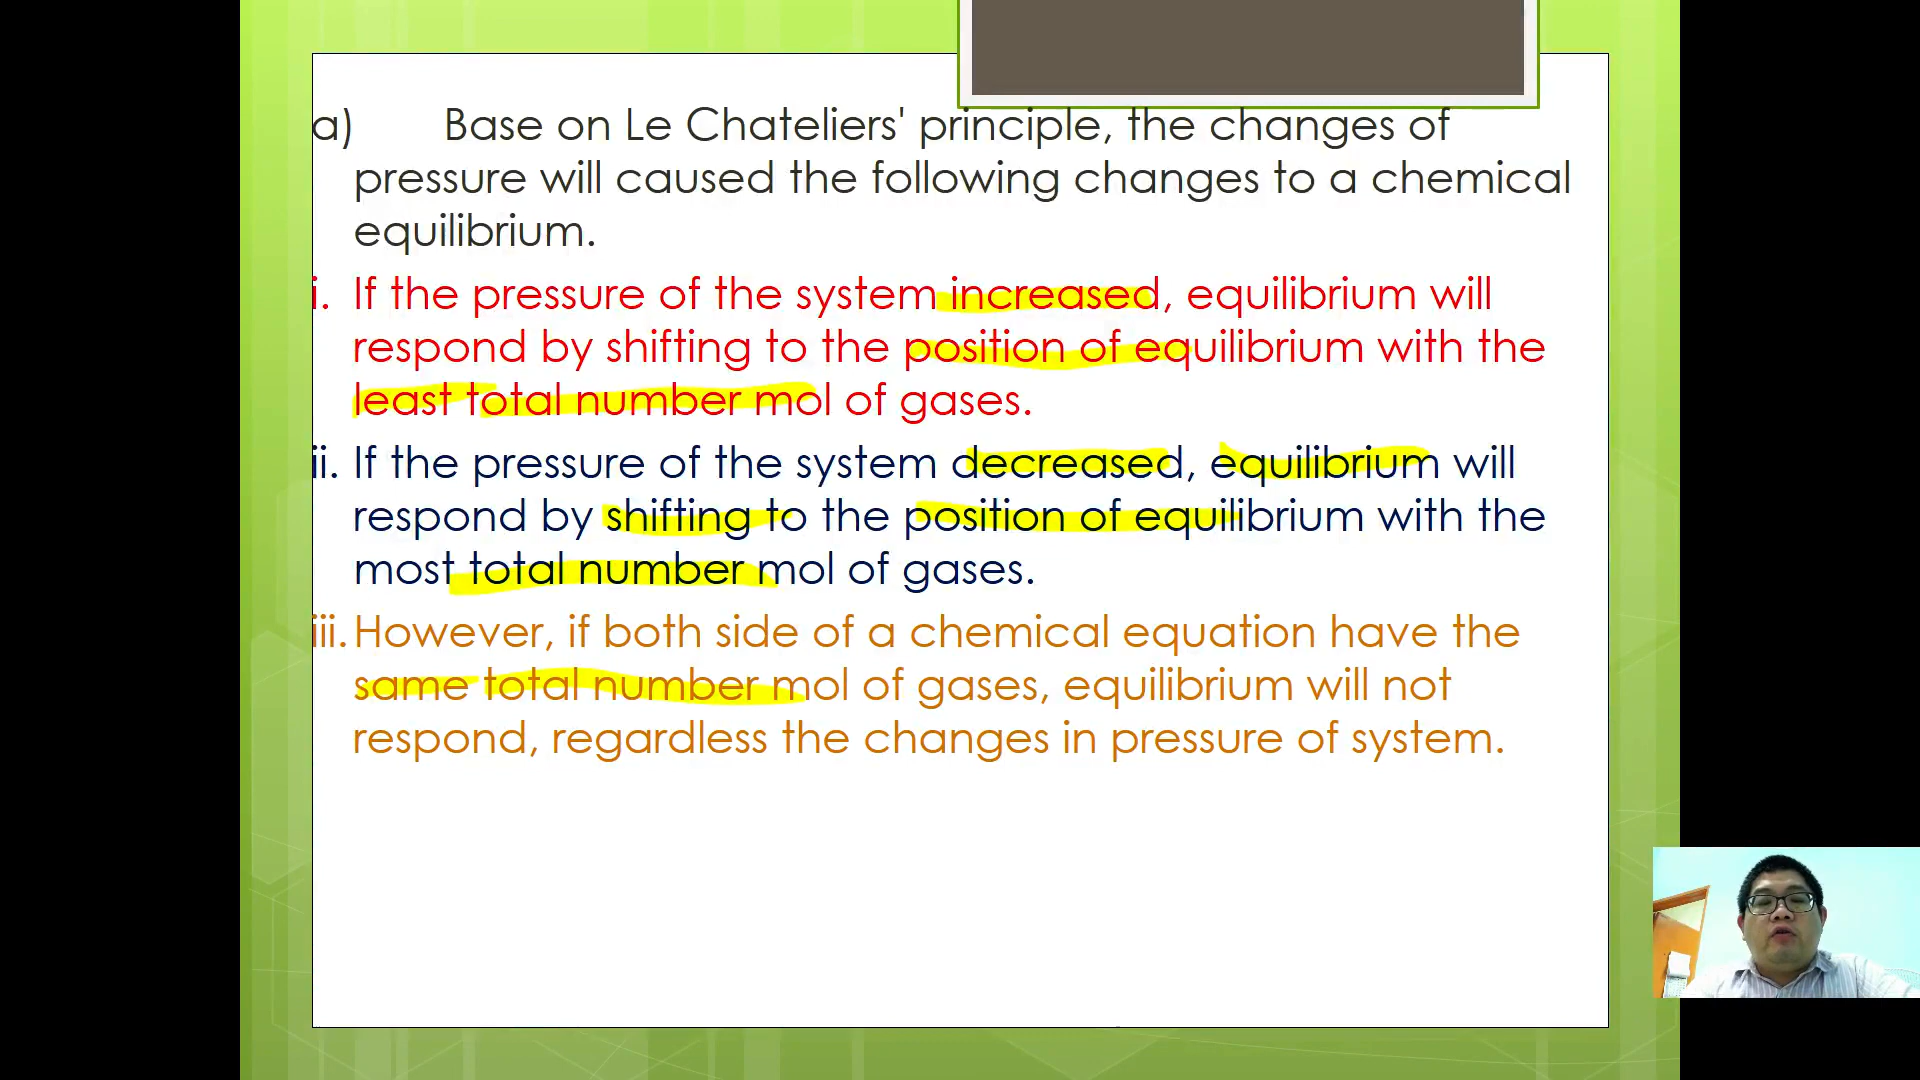 a) Base on Le Chateliers' principle, the changes of
pressure will caused the following changes to a chemical
equilibrium.
i. If the pressure of the system increased, equilibrium will
respond by shifting to the position of equilibrium with the
least total number mol of gases.
ii. If the pressure of the system decreased, equilibrium will
respond by shifting to the position of equilibrium with the
most total number mol of gases.
iii. However, if both side of a chemical equation have the
same total number mol of gases, equilibrium will not
respond, regardless the changes in pressure of system.